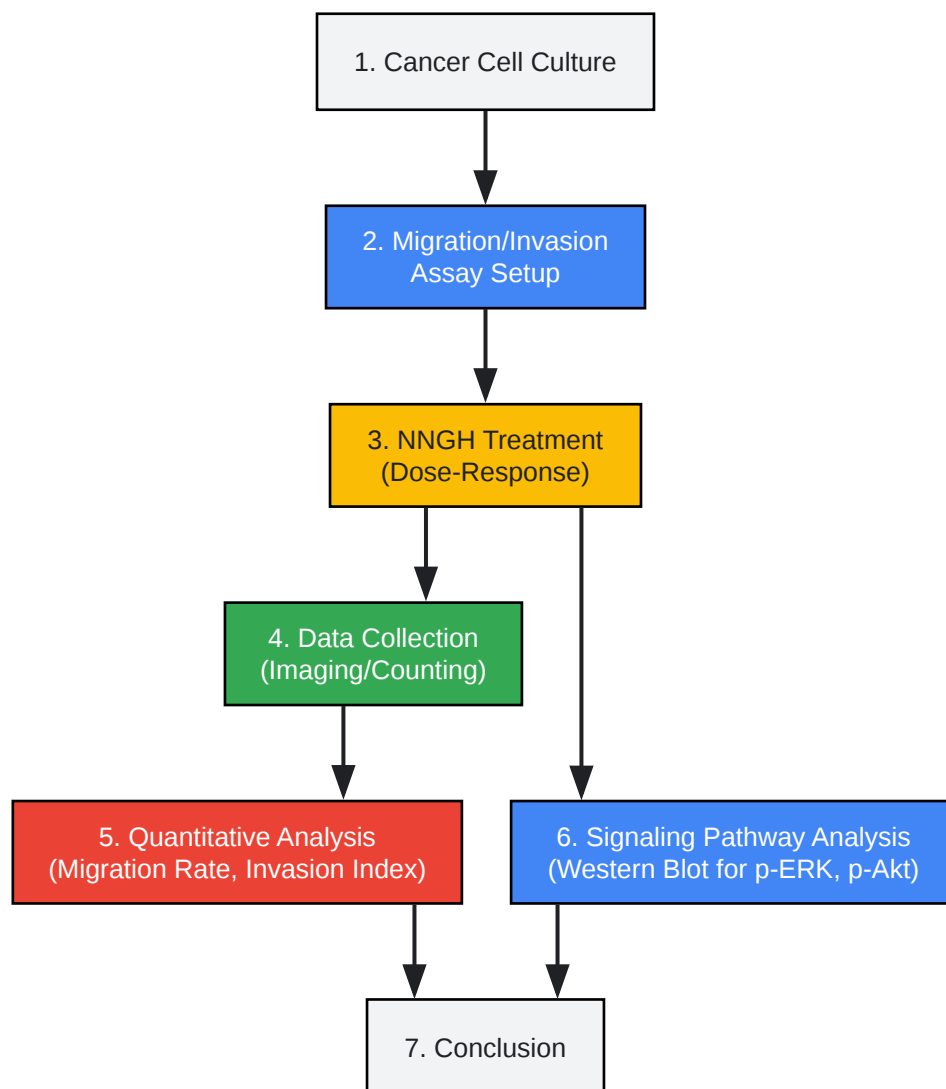 1. Cancer Cell Culture
2. Migration/Invasion
Assay Setup
3. NNGH Treatment
(Dose-Response)
4. Data Collection
(Imaging/Counting)
5. Quantitative Analysis
(Migration Rate, Invasion Index)
6. Signaling Pathway Analysis
(Western Blot for p-ERK, p-Akt)
7. Conclusion